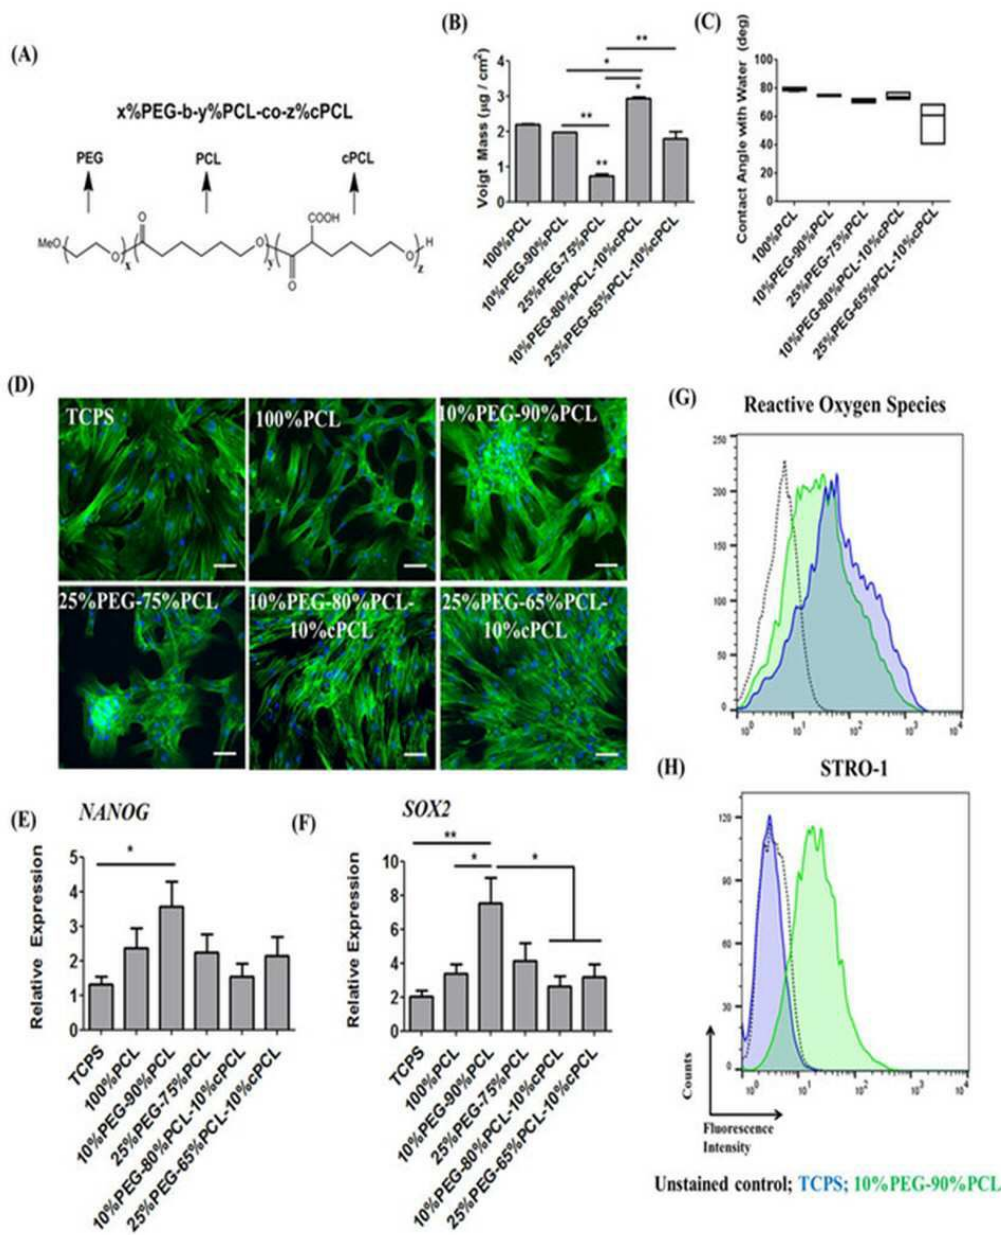 (A)
x%PEG-b-y%PCL-co-z%cPCL
PEG
PCL
cPCL
MeO
O
x
O
O
y
O
COOH
O
H
z
(B)
Voigt Mass (µg / cm²)
4
3
2
1
0
**
*
*
**
**
100%PCL
10%PEG-90%PCL
25%PEG-75%PCL
10%PEG-80%PCL-10%cPCL
25%PEG-65%PCL-10%cPCL
(C)
Contact Angle with Water (deg)
100
80
60
40
20
0
100%PCL
10%PEG-90%PCL
25%PEG-75%PCL
10%PEG-80%PCL-10%cPCL
25%PEG-65%PCL-10%cPCL
(D)
TCPS
100%PCL
10%PEG-90%PCL
25%PEG-75%PCL
10%PEG-80%PCL-
10%cPCL
25%PEG-65%PCL-
10%cPCL
(E)
NANOG
Relative Expression
5
4
3
2
1
0
*
TCPS
100%PCL
10%PEG-90%PCL
25%PEG-75%PCL
10%PEG-80%PCL-10%cPCL
25%PEG-65%PCL-10%cPCL
(F)
SOX2
Relative Expression
10
8
6
4
2
0
**
*
*
TCPS
100%PCL
10%PEG-90%PCL
25%PEG-75%PCL
10%PEG-80%PCL-10%cPCL
25%PEG-65%PCL-10%cPCL
(G)
Reactive Oxygen Species
250
200
150
100
50
0
10⁰
10¹
10²
10³
10⁴
(H)
STRO-1
120
90
60
30
0
10⁰
10¹
10²
10³
10⁴
Counts
Fluorescence
Intensity
Unstained control; TCPS; 10%PEG-90%PCL